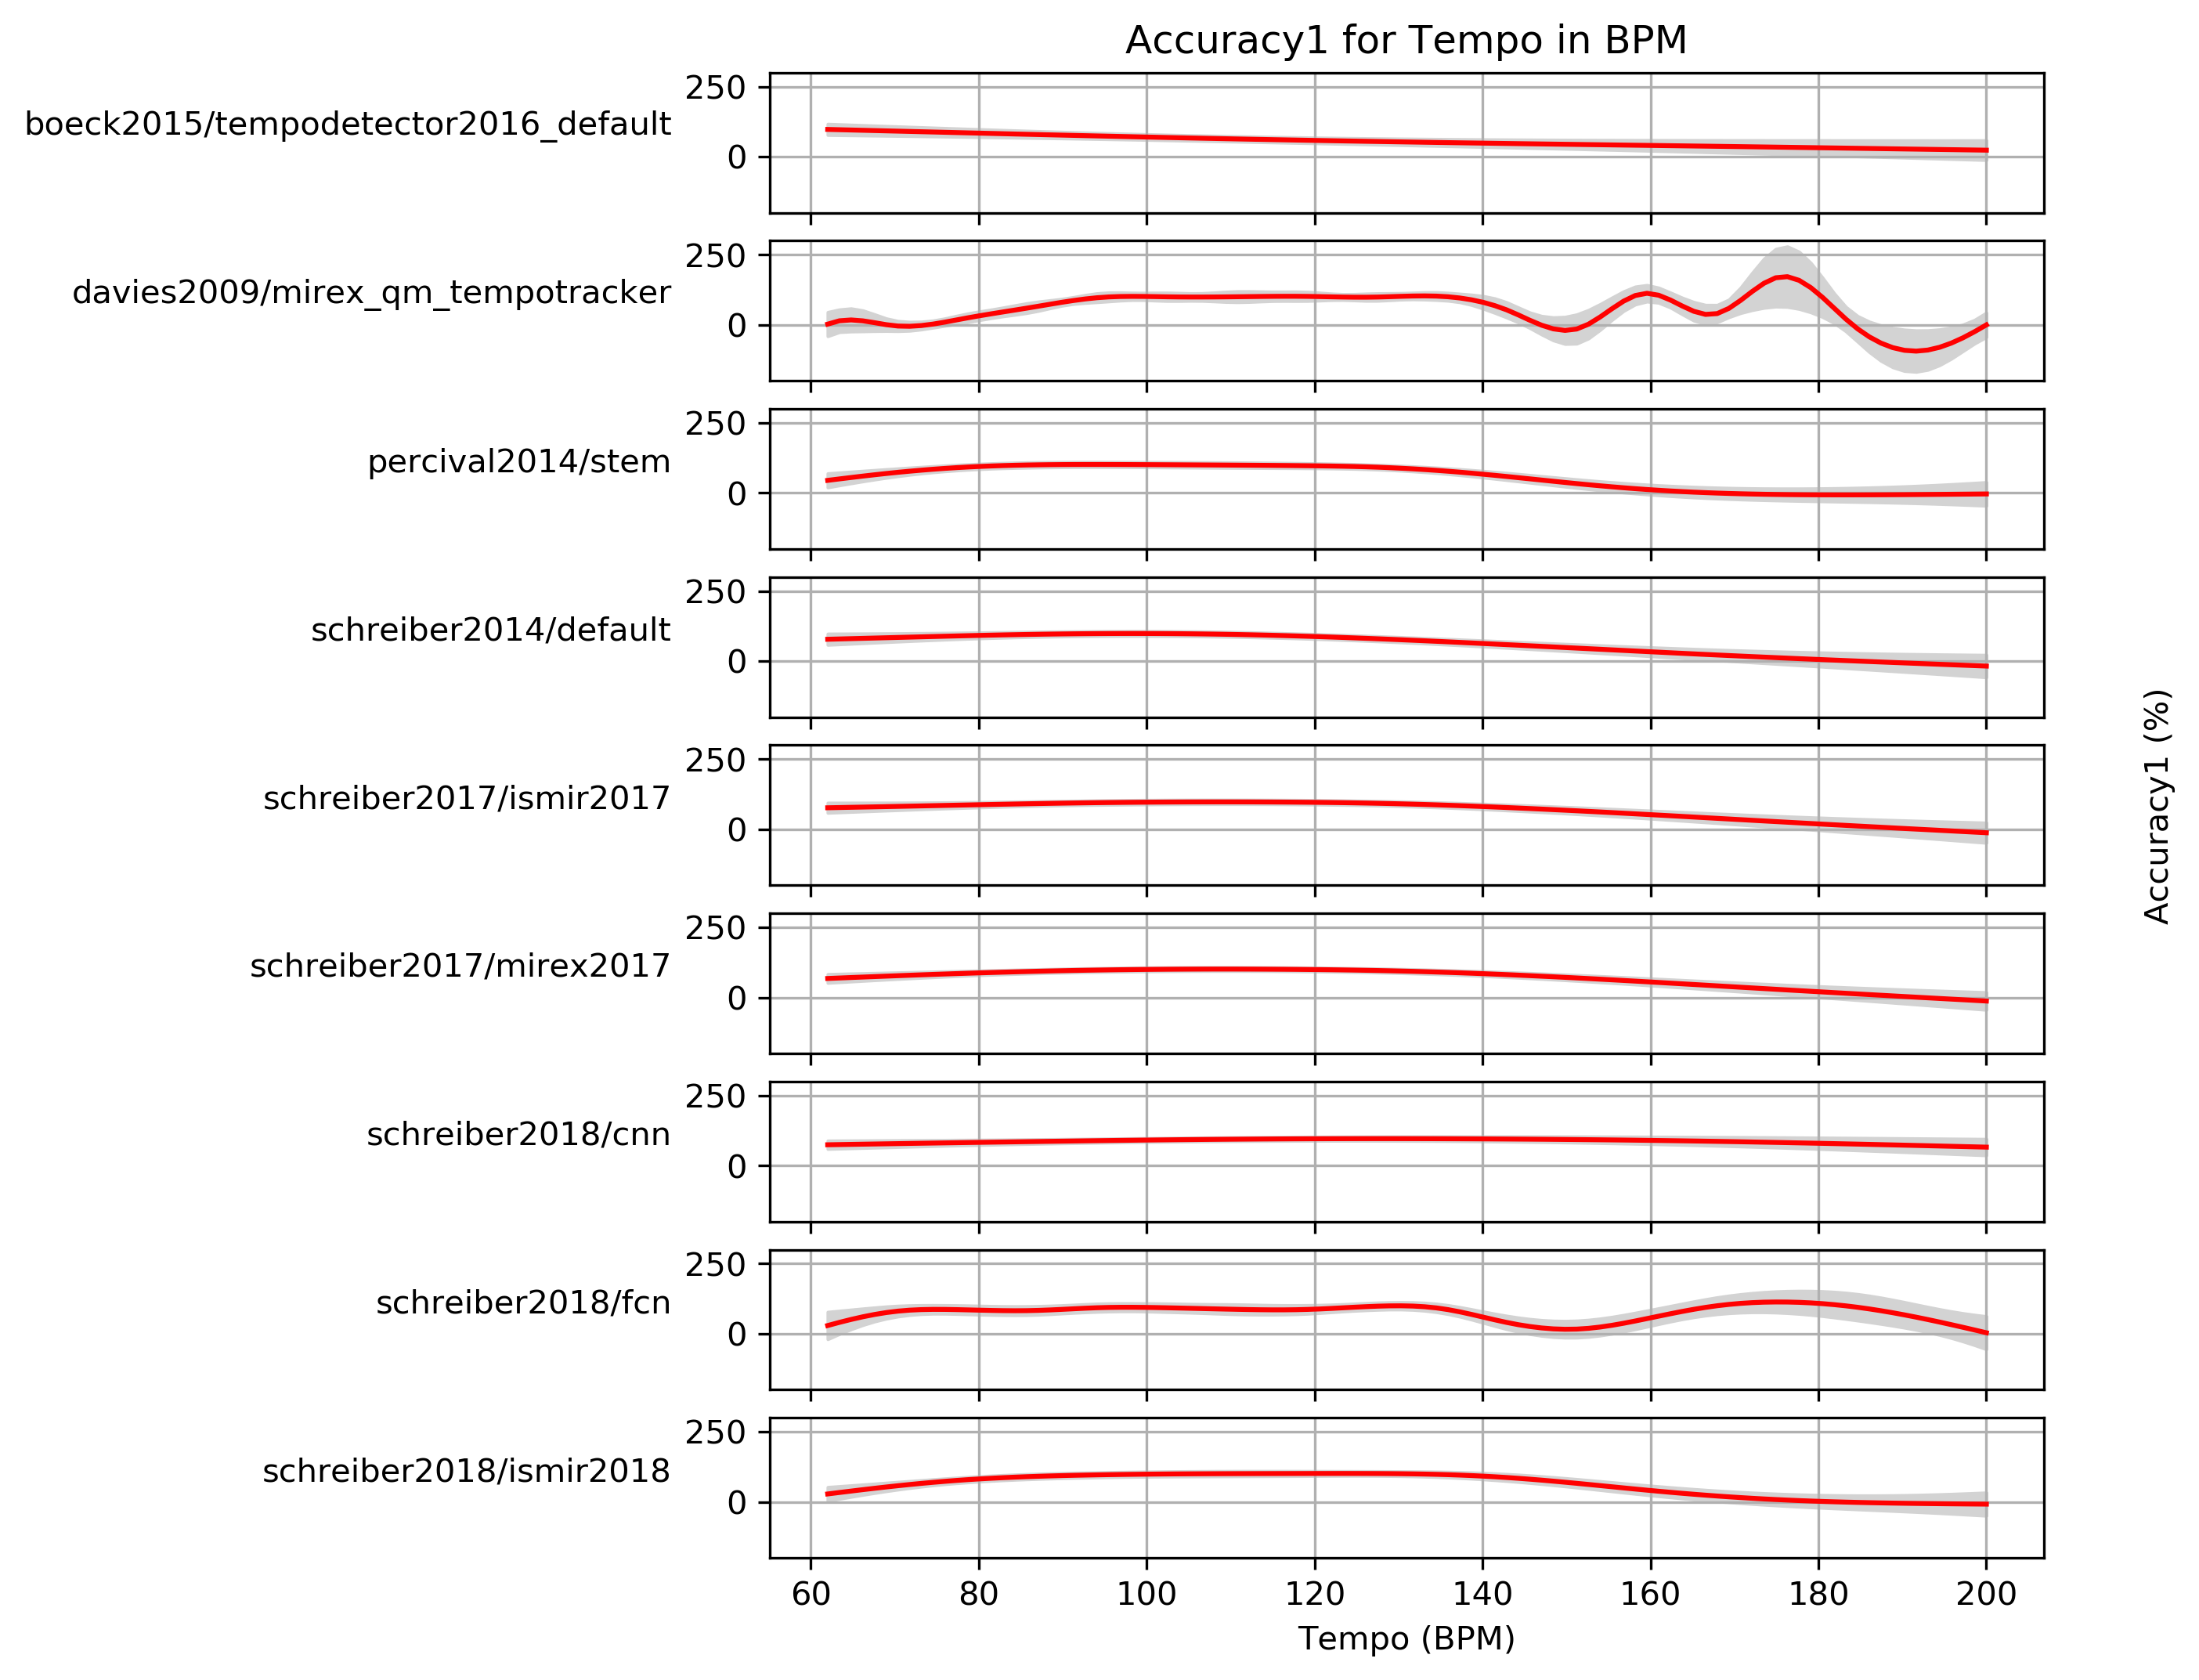 Accuracy1 for Tempo in BPM
boeck2015/tempodetector2016_default
250
0
davies2009/mirex_qm_tempotracker
250
0
percival2014/stem
250
0
schreiber2014/default
250
0
schreiber2017/ismir2017
250
0
schreiber2017/mirex2017
250
0
schreiber2018/cnn
250
0
schreiber2018/fcn
250
0
schreiber2018/ismir2018
250
0
60 80 100 120 140 160 180 200
Tempo (BPM)
Accuracy1 (%)